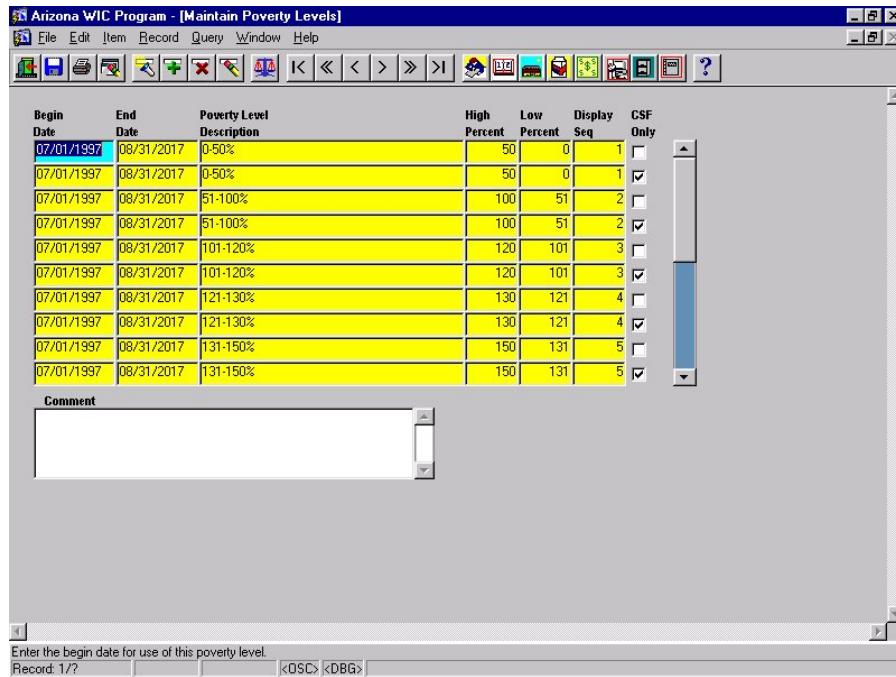 Arizona WIC Program - [Maintain Poverty Levels]
File Edit Item Record Query Window Help
Begin End Poverty Level High Low Display CSF
Date Date Description Percent Percent Seq Only
07/01/1997 08/31/2017 0-50% 50 0 1
07/01/1997 08/31/2017 0-50% 50 0 1
07/01/1997 08/31/2017 51-100% 100 51 2
07/01/1997 08/31/2017 51-100% 100 51 2
07/01/1997 08/31/2017 101-120% 120 101 3
07/01/1997 08/31/2017 101-120% 120 101 3
07/01/1997 08/31/2017 121-130% 130 121 4
07/01/1997 08/31/2017 121-130% 130 121 4
07/01/1997 08/31/2017 131-150% 150 131 5
07/01/1997 08/31/2017 131-150% 150 131 5
Comment
Enter the begin date for use of this poverty level.
Record: 1/? <OSC> <DBG>